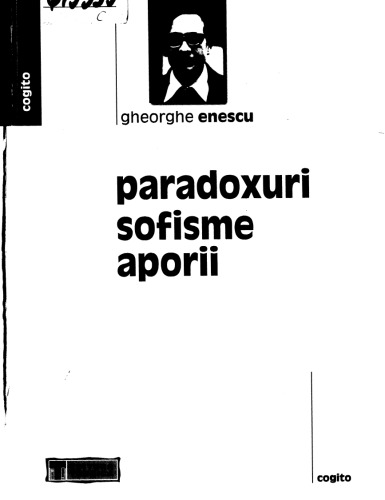 C
cogito
gheorghe enescu
paradoxuri
sofisme
aporii
cogito